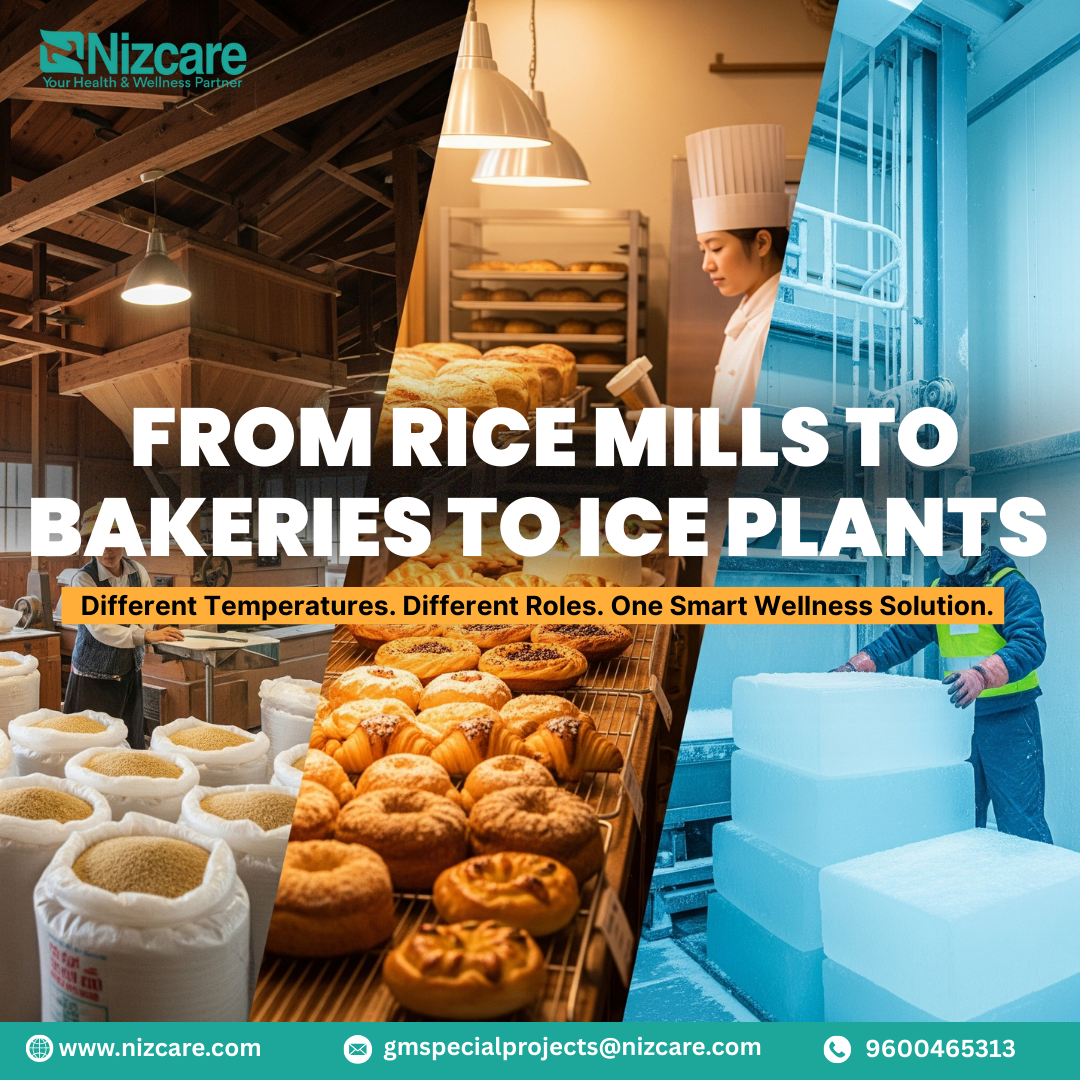 Nizcare
Your Health & Wellness Partner
FROM RICE MILLS TO
BAKERIES TO ICE PLANTS
Different Temperatures. Different Roles. One Smart Wellness Solution.
www.nizcare.com
gmspecialprojects@nizcare.com
9600465313